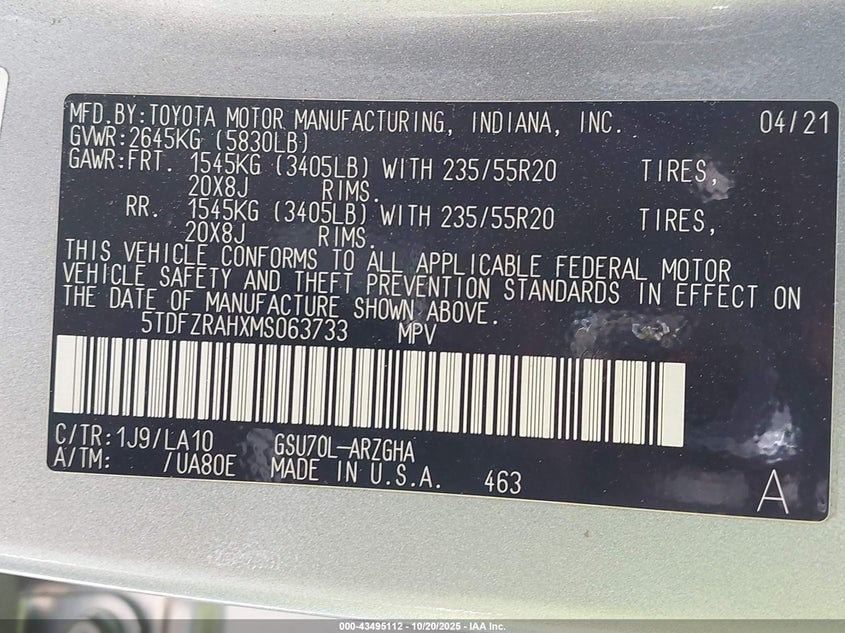 MFD.BY:TOYOTA MOTOR MANUFACTURING, INDIANA, INC. 04/21
GVWR:2645KG (5830LB)
GAWR:FRT. 1545KG (3405LB) WITH 235/55R20 TIRES,
20X8J RIMS.
RR. 1545KG (3405LB) WITH 235/55R20 TIRES,
20X8J RIMS.
THIS VEHICLE CONFORMS TO ALL APPLICABLE FEDERAL MOTOR
VEHICLE SAFETY AND THEFT PREVENTION STANDARDS IN EFFECT ON
THE DATE OF MANUFACTURE SHOWN ABOVE.
5TDFZRAHXMS063733 MPV
C/TR:1J9/LA10 GSU70L-ARZGHA
A/TM: /UA80E MADE IN U.S.A. 463 A
000-43495112 - 10/20/2025 - IAA Inc.